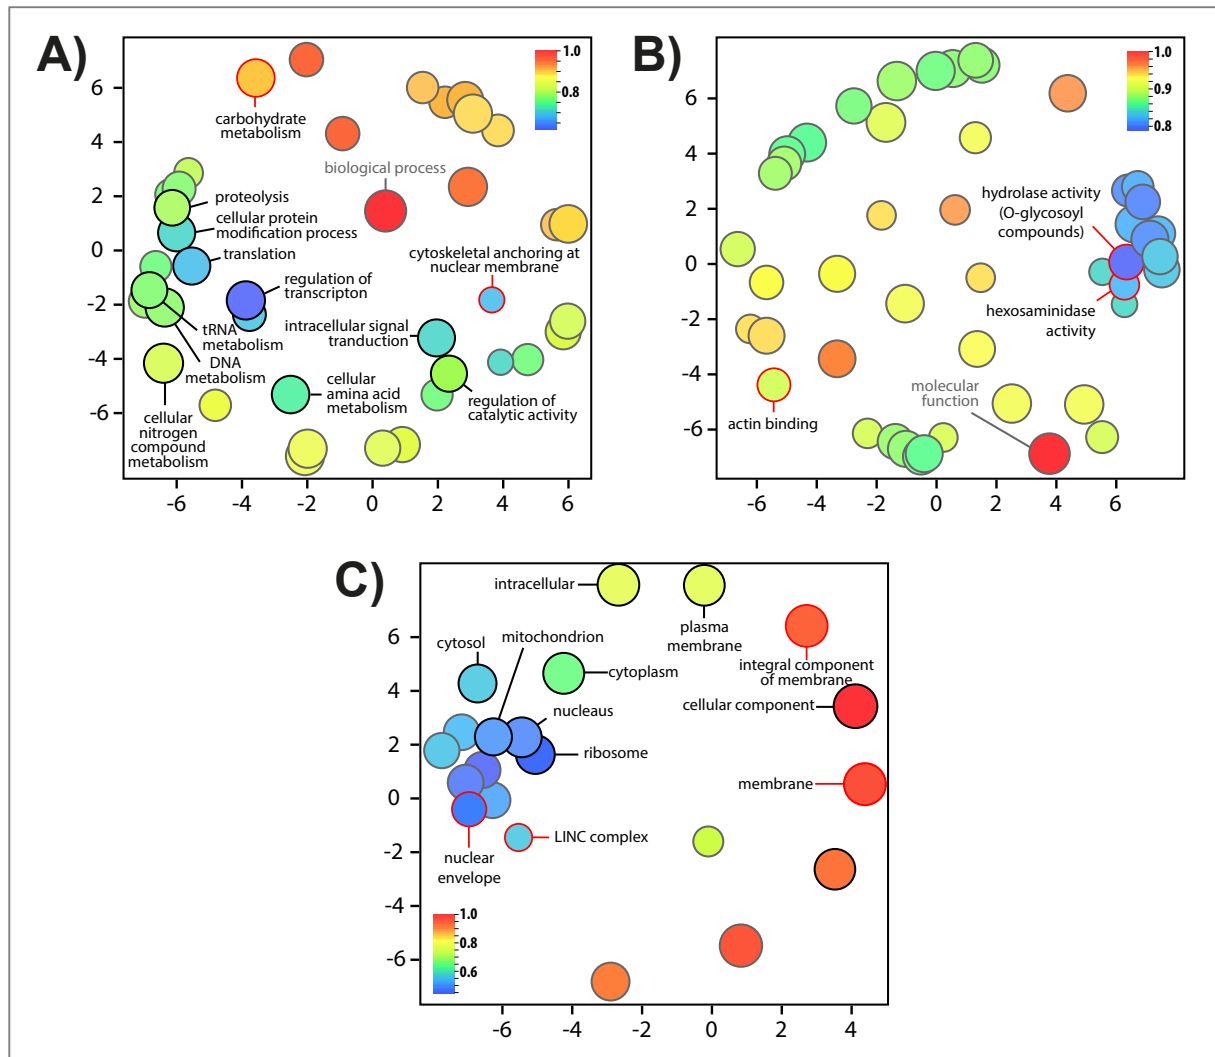 A)
1.0
0.8
carbohydrate
metabolism
biological process
proteolysis
cellular protein
modification process
translation
cytoskeletal anchoring at
nuclear membrane
regulation of
transcripton
intracellular signal
tranduction
tRNA
metabolism
DNA
metabolism
cellular
amino acid
metabolism
regulation of
catalytic activity
cellular
nitrogen
compound
metabolism
6
4
2
0
-2
-4
-6
-6 -4 -2 0 2 4 6
B)
1.0
0.9
0.8
hydrolase activity
(O-glycosoyl
compounds)
hexosaminidase
activity
molecular
function
actin binding
6
4
2
0
-2
-4
-6
-6 -4 -2 0 2 4 6
C)
intracellular
plasma
membrane
integral component
of membrane
cytosol
mitochondrion
cytoplasm
cellular component
nucleaus
ribosome
membrane
LINC complex
nuclear
envelope
1.0
0.8
0.6
6
4
2
0
-2
-4
-6
-6 -4 -2 0 2 4